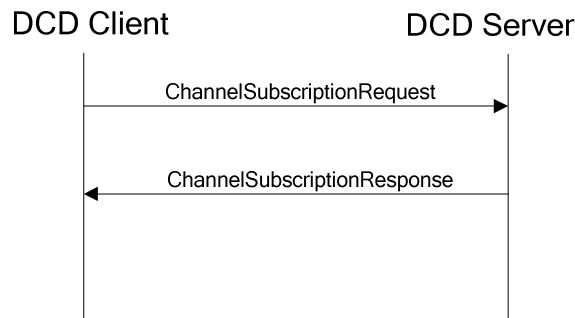 DCD Client
DCD Server
ChannelSubscriptionRequest
ChannelSubscriptionResponse